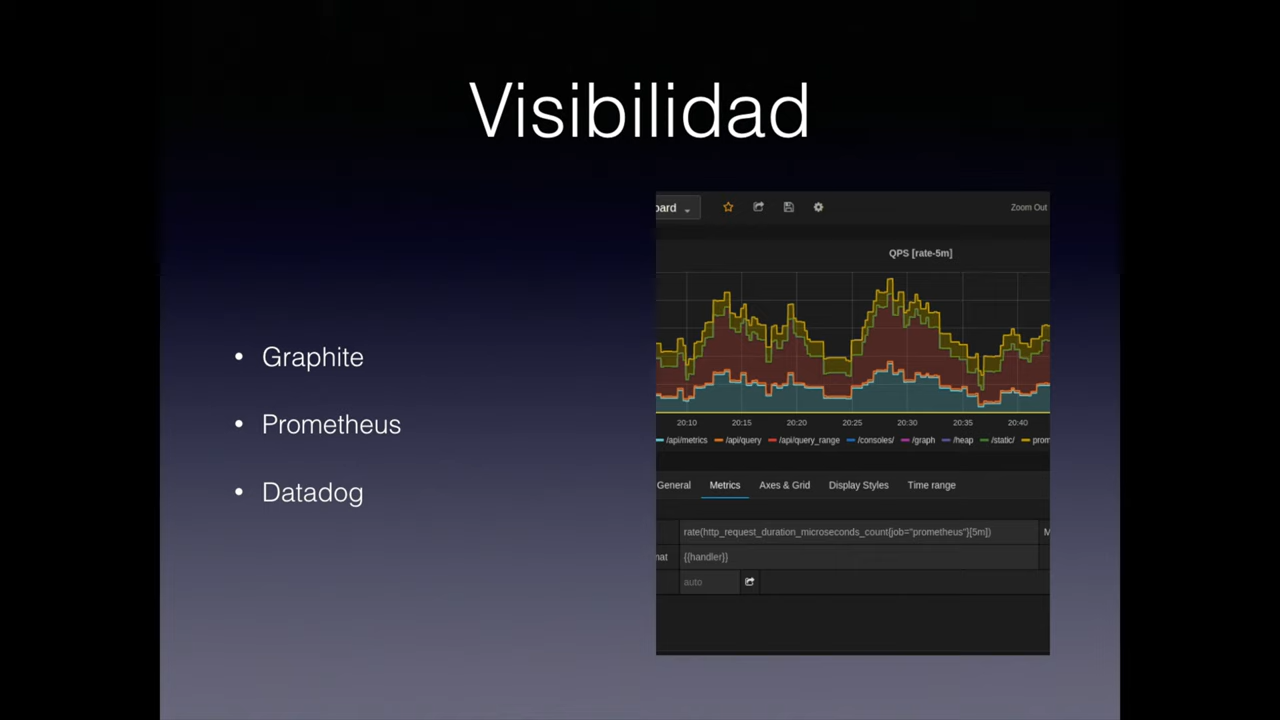 Visibilidad
• Graphite
• Prometheus
• Datadog
oard
Zoom Out
QPS [rate-5m]
20:10 20:15 20:20 20:25 20:30 20:35 20:40
/api/metrics /api/query /api/query_range /consoles/ /graph /heap /static/ prom
General Metrics Axes & Grid Display Styles Time range
rate(http_request_duration_microseconds_count{job="prometheus"}[5m]) M
mat {{handler}}
auto